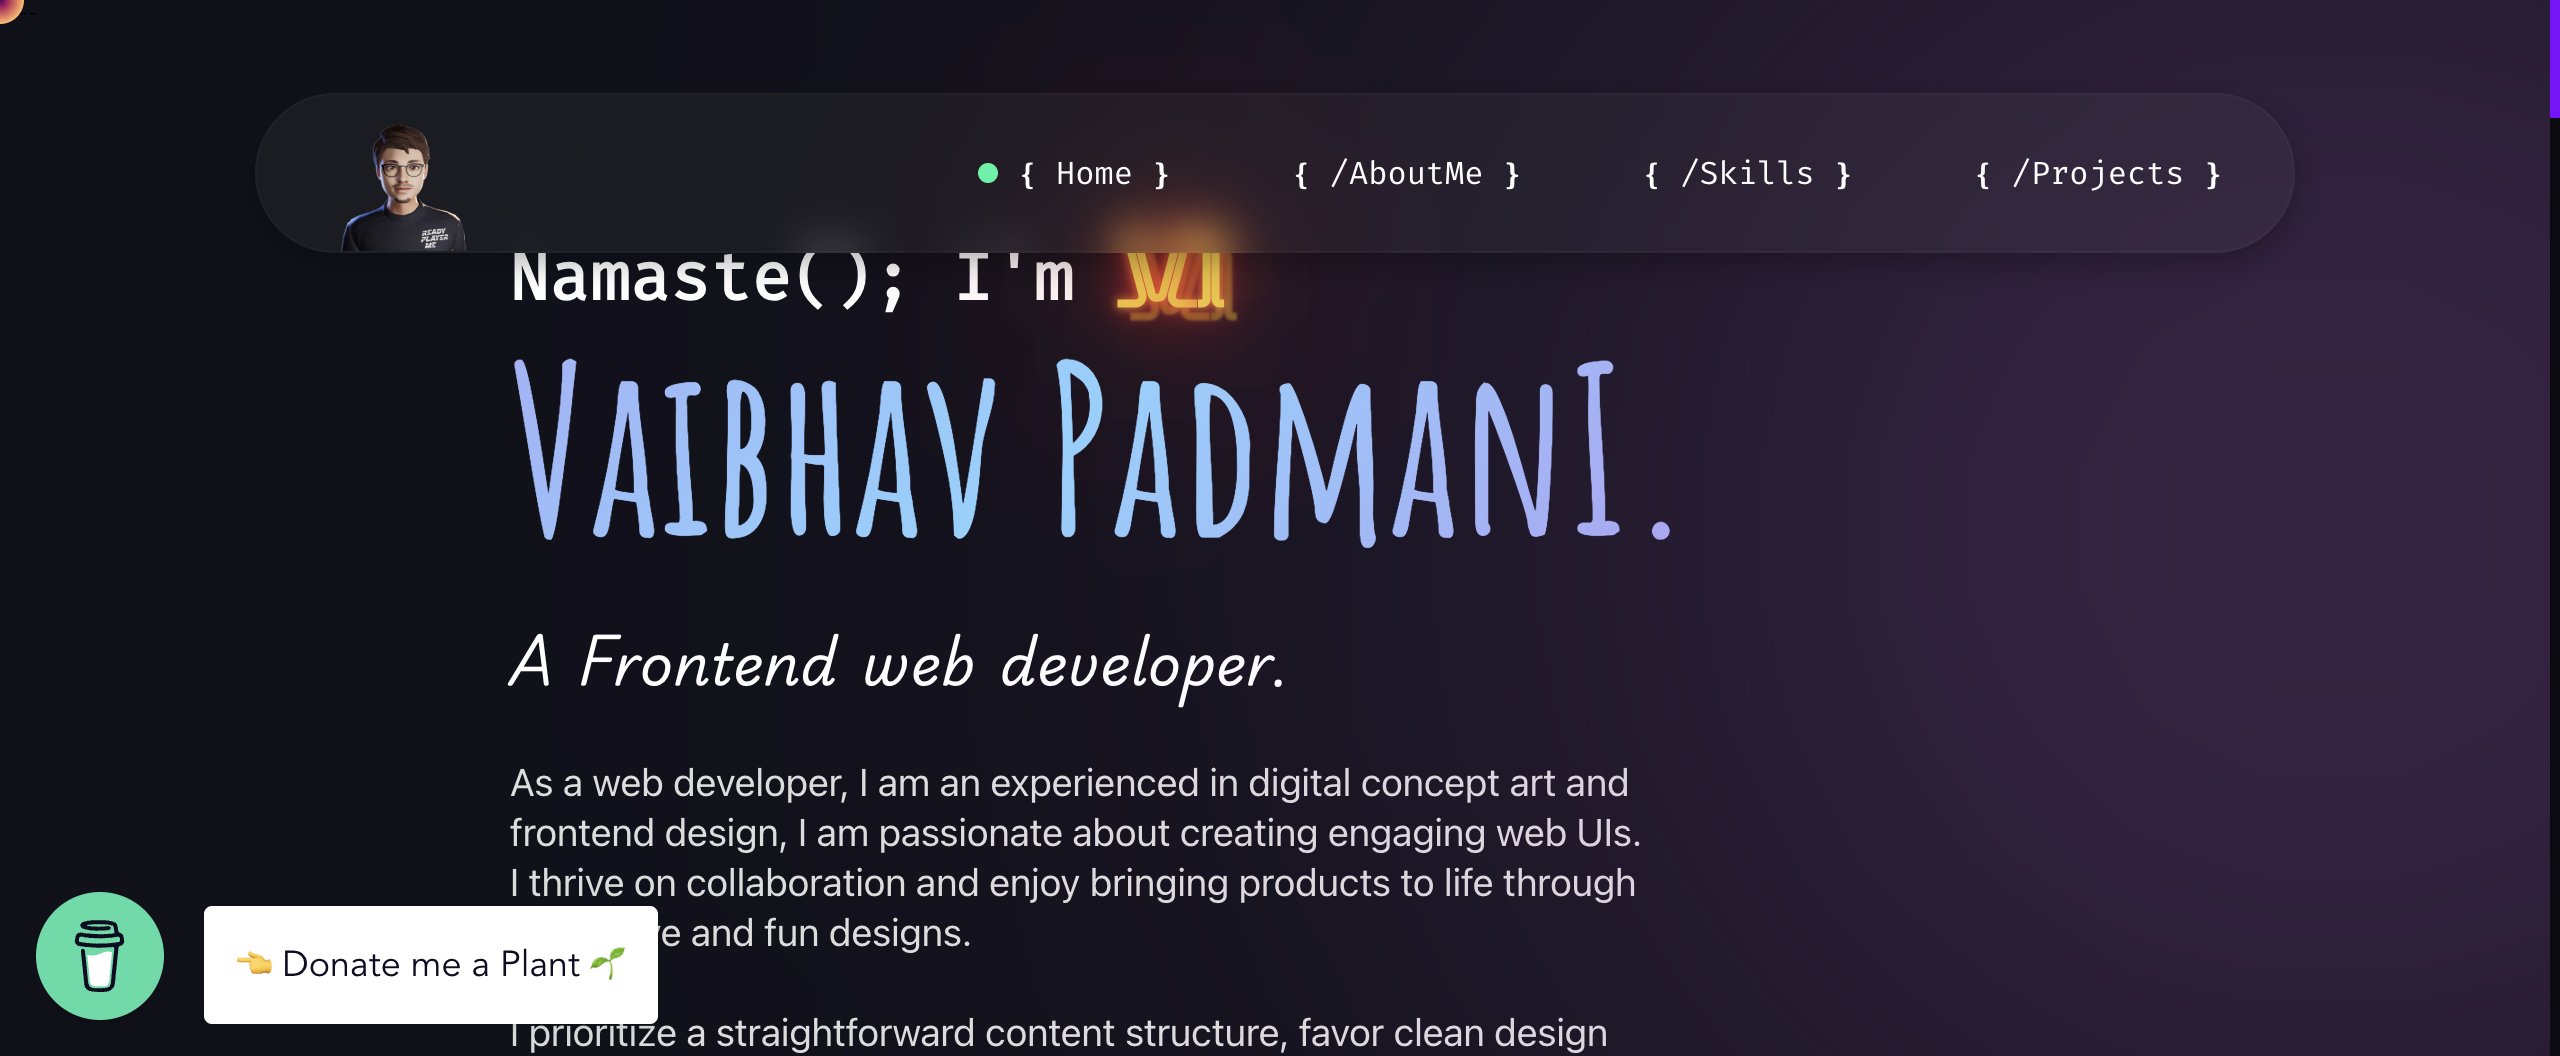 { Home } { /AboutMe } { /Skills } { /Projects }
READY
PLAYER
ME
Namaste(); I'm
VAIBHAV PADMANI.
A Frontend web developer.
As a web developer, I am an experienced in digital concept art and
frontend design, I am passionate about creating engaging web UIs.
I thrive on collaboration and enjoy bringing products to life through
and fun designs.
👈 Donate me a Plant 🌱
I prioritize a straightforward content structure, favor clean design